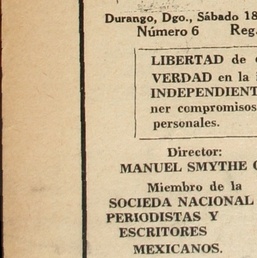 Durango, Dgo., Sábado 18
Número 6 Reg.
LIBERTAD de
VERDAD en la
INDEPENDIENT
ner compromisos
personales.
Director:
MANUEL SMYTHE
Miembro de la
SOCIEDA NACIONAL
PERIODISTAS Y
ESCRITORES
MEXICANOS.